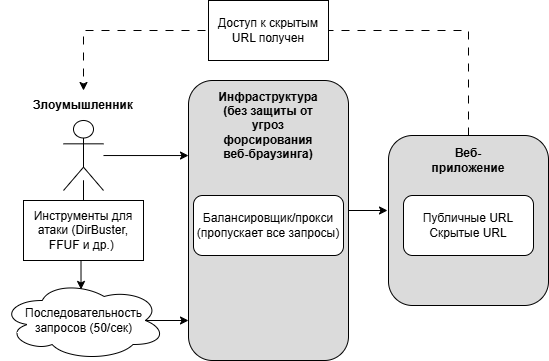 Доступ к скрытым
URL получен
Злоумышленник
Инфраструктура
(без защиты от
угроз
форсирования
веб-браузинга)
Веб-
приложение
Инструменты для
атаки (DirBuster,
FFUF и др.)
Балансировщик/прокси
(пропускает все запросы)
Публичные URL
Скрытые URL
Последовательность
запросов (50/сек)